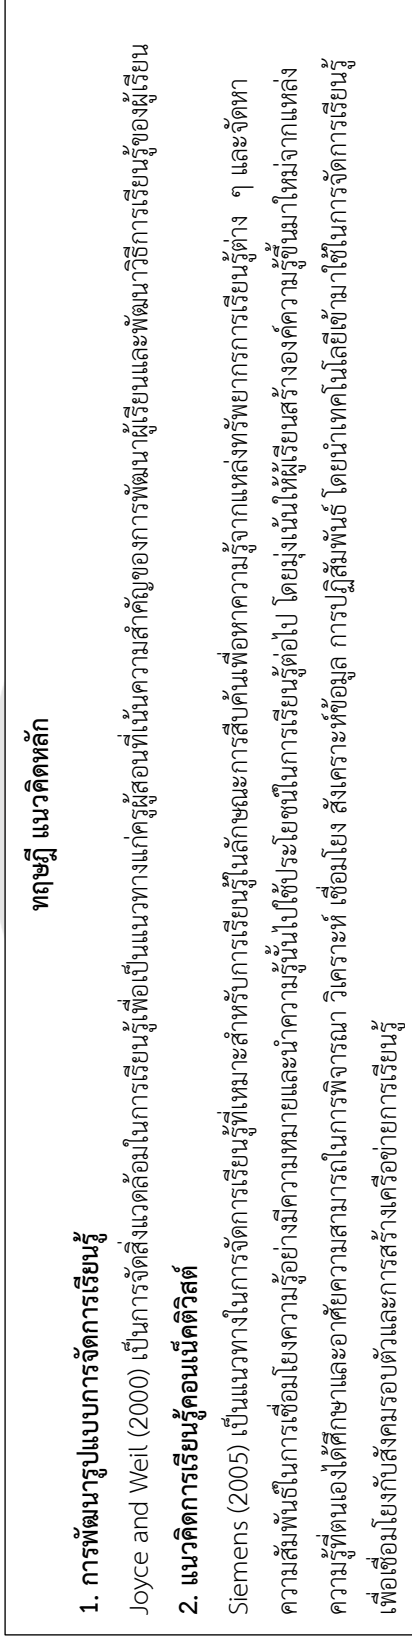 ทฤษฎี แนวคิดหลัก
1. การพัฒนารูปแบบการจัดการเรียนรู้
Joyce and Weil (2000) เป็นการจัดสิ่งแวดล้อมในการเรียนรู้เพื่อเป็นแนวทางแก่ครูผู้สอนที่เน้นความสำคัญของการพัฒนาผู้เรียนและพัฒนาวิธีการเรียนรู้ของผู้เรียน
2. แนวคิดการเรียนรู้คอนเน็คติวิสต์
Siemens (2005) เป็นแนวทางในการจัดการเรียนรู้ที่เหมาะสำหรับการเรียนรู้ในลักษณะการสืบค้นเพื่อหาความรู้จากแหล่งทรัพยากรการเรียนรู้ต่าง ๆ และจัดหา
ความสัมพันธ์ในการเชื่อมโยงความรู้อย่างมีความหมายและนำความรู้นั้นไปใช้ประโยชน์ในการเรียนรู้ต่อไป โดยมุ่งเน้นให้ผู้เรียนสร้างองค์ความรู้ขึ้นมาใหม่จากแหล่ง
ความรู้ที่ตนเองได้ศึกษาและอาศัยความสามารถในการพิจารณา วิเคราะห์ เชื่อมโยง สังเคราะห์ข้อมูล การปฏิสัมพันธ์ โดยนำเทคโนโลยีเข้ามาใช้ในการจัดการเรียนรู้
เพื่อเชื่อมโยงกับสังคมรอบตัวและการสร้างเครือข่ายการเรียนรู้